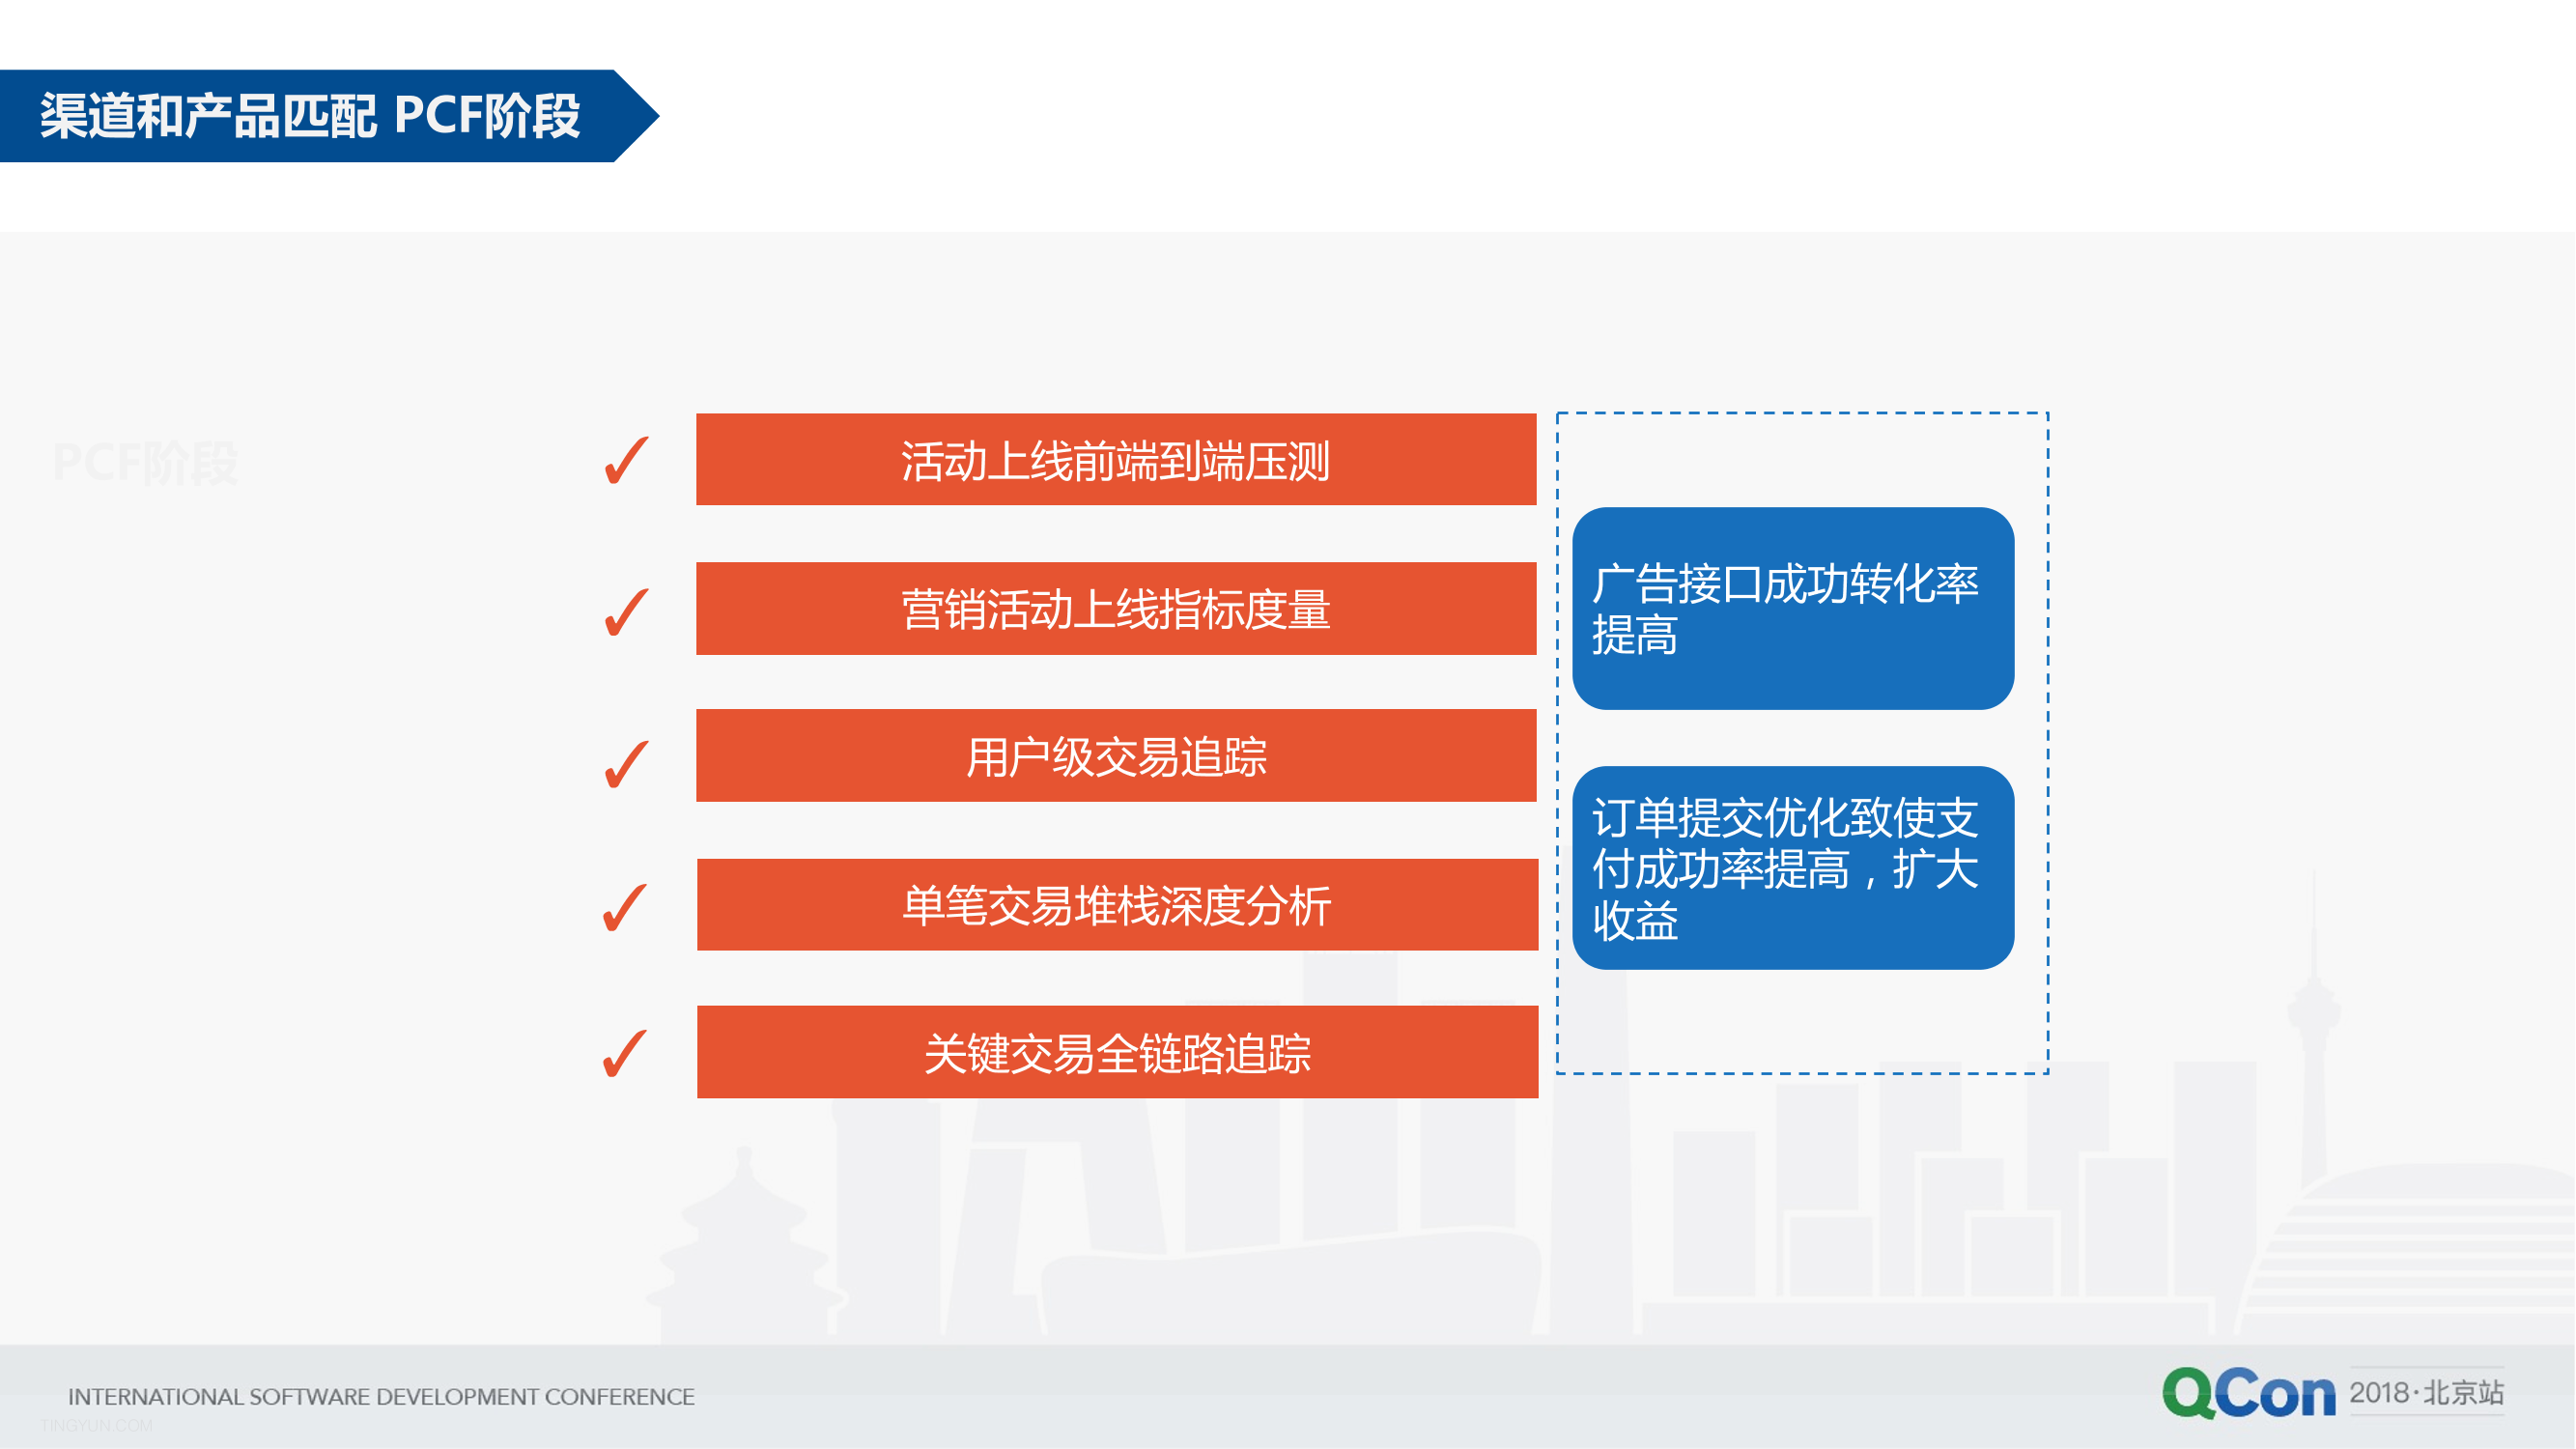 渠道和产品匹配 PCF阶段
PCF阶段
活动上线前端到端压测
营销活动上线指标度量
用户级交易追踪
单笔交易堆栈深度分析
关键交易全链路追踪
广告接口成功转化率
提高
订单提交优化致使支
付成功率提高，扩大
收益
INTERNATIONAL SOFTWARE DEVELOPMENT CONFERENCE
TINGYUN.COM
QCon 2018·北京站